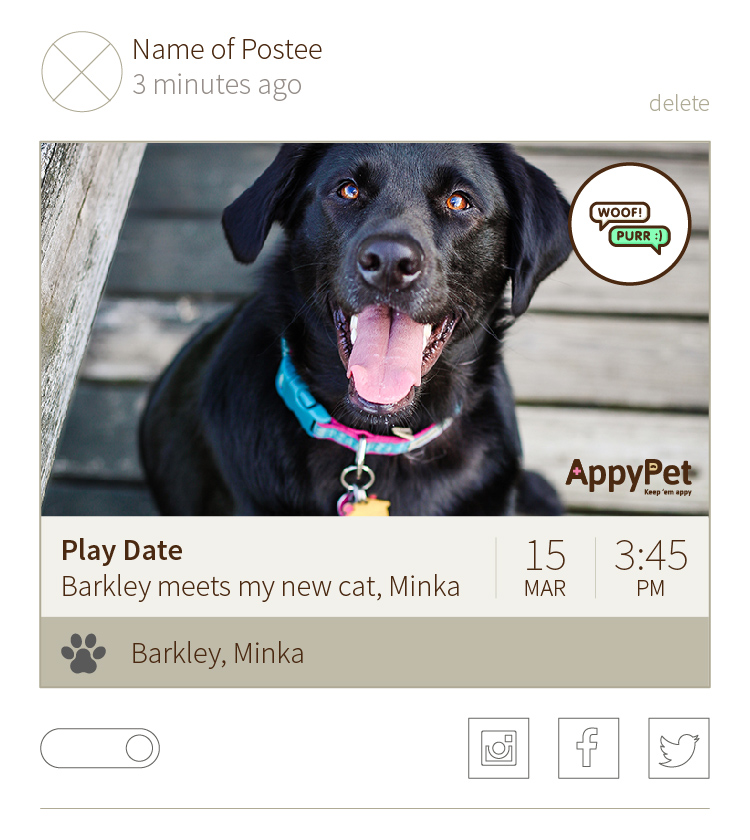 Name of Postee
3 minutes ago
delete
WOOF!
PURR :)
AppyPet
Keep 'em appy
Play Date
Barkley meets my new cat, Minka
15
MAR
3:45
PM
Barkley, Minka